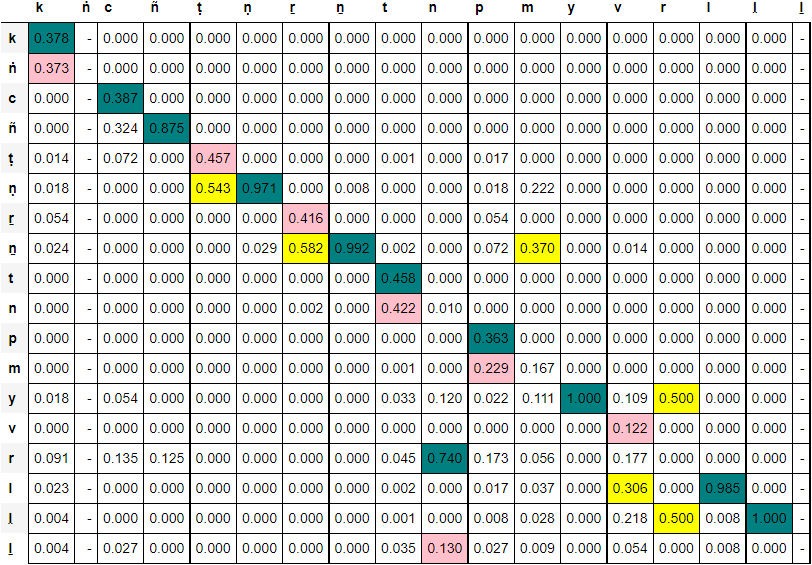 k ṅ c ñ ṭ ṇ ṟ ṉ t n p m y v r l ḷ ḻ
k 0.378 - 0.000 0.000 0.000 0.000 0.000 0.000 0.000 0.000 0.000 0.000 0.000 0.000 0.000 0.000 0.000 -
ṅ 0.373 - 0.000 0.000 0.000 0.000 0.000 0.000 0.000 0.000 0.000 0.000 0.000 0.000 0.000 0.000 0.000 -
c 0.000 - 0.387 0.000 0.000 0.000 0.000 0.000 0.000 0.000 0.000 0.000 0.000 0.000 0.000 0.000 0.000 -
ñ 0.000 - 0.324 0.875 0.000 0.000 0.000 0.000 0.000 0.000 0.000 0.000 0.000 0.000 0.000 0.000 0.000 -
ṭ 0.014 - 0.072 0.000 0.457 0.000 0.000 0.000 0.001 0.000 0.017 0.000 0.000 0.000 0.000 0.000 0.000 -
ṇ 0.018 - 0.000 0.000 0.543 0.971 0.000 0.008 0.000 0.000 0.018 0.222 0.000 0.000 0.000 0.000 0.000 -
ṟ 0.054 - 0.000 0.000 0.000 0.000 0.416 0.000 0.000 0.000 0.054 0.000 0.000 0.000 0.000 0.000 0.000 -
ṉ 0.024 - 0.000 0.000 0.000 0.029 0.582 0.992 0.002 0.000 0.072 0.370 0.000 0.014 0.000 0.000 0.000 -
t 0.000 - 0.000 0.000 0.000 0.000 0.000 0.000 0.458 0.000 0.000 0.000 0.000 0.000 0.000 0.000 0.000 -
n 0.000 - 0.000 0.000 0.000 0.000 0.002 0.000 0.422 0.010 0.000 0.000 0.000 0.000 0.000 0.000 0.000 -
p 0.000 - 0.000 0.000 0.000 0.000 0.000 0.000 0.000 0.000 0.363 0.000 0.000 0.000 0.000 0.000 0.000 -
m 0.000 - 0.000 0.000 0.000 0.000 0.000 0.000 0.001 0.000 0.229 0.167 0.000 0.000 0.000 0.000 0.000 -
y 0.018 - 0.054 0.000 0.000 0.000 0.000 0.000 0.033 0.120 0.022 0.111 1.000 0.109 0.500 0.000 0.000 -
v 0.000 - 0.000 0.000 0.000 0.000 0.000 0.000 0.000 0.000 0.000 0.000 0.000 0.122 0.000 0.000 0.000 -
r 0.091 - 0.135 0.125 0.000 0.000 0.000 0.000 0.045 0.740 0.173 0.056 0.000 0.177 0.000 0.000 0.000 -
l 0.023 - 0.000 0.000 0.000 0.000 0.000 0.000 0.002 0.000 0.017 0.037 0.000 0.306 0.000 0.985 0.000 -
ḷ 0.004 - 0.000 0.000 0.000 0.000 0.000 0.000 0.001 0.000 0.008 0.028 0.000 0.218 0.500 0.008 1.000 -
ḻ 0.004 - 0.027 0.000 0.000 0.000 0.000 0.000 0.035 0.130 0.027 0.009 0.000 0.054 0.000 0.008 0.000 -